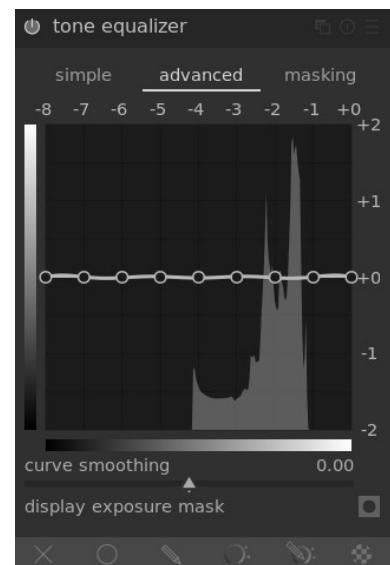 tone equalizer
simple advanced masking
-8 -7 -6 -5 -4 -3 -2 -1 +0
+2
+1
+0
-1
-2
curve smoothing 0.00
display exposure mask